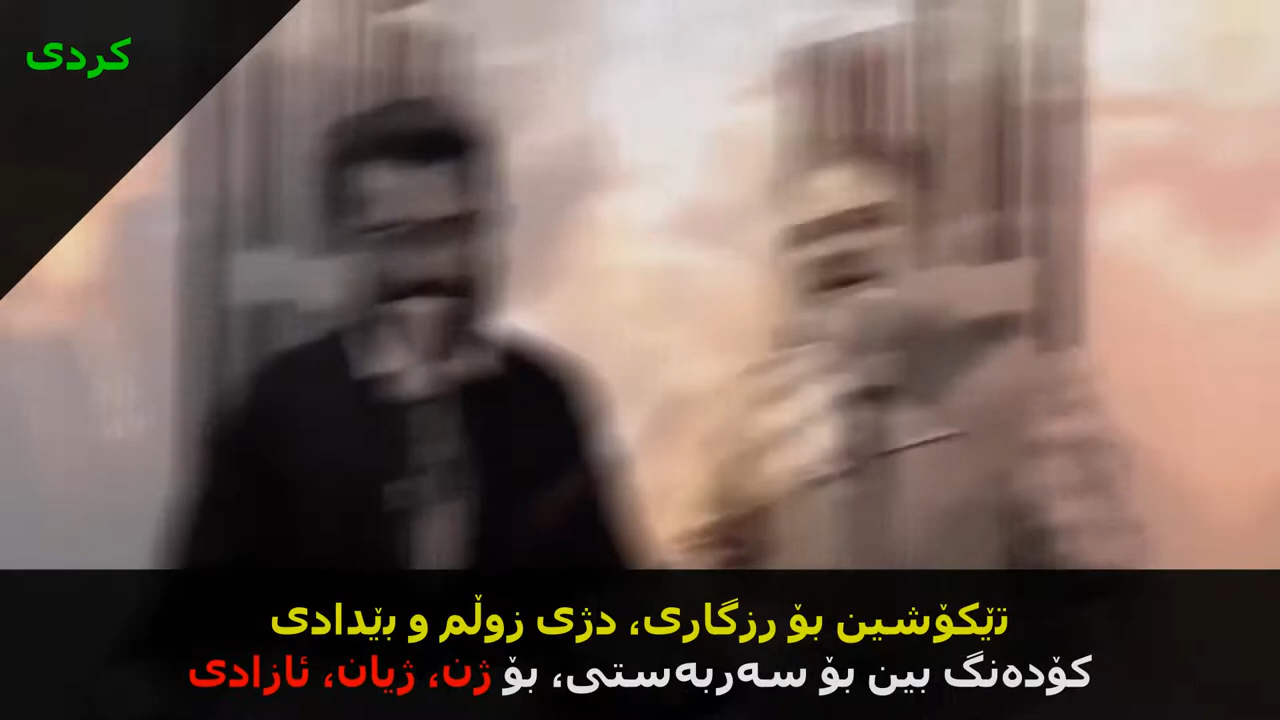 کردی
تێکۆشین بۆ رزگاری، دژی زوڵم و بێدادی
کۆدەنگ بین بۆ سەربەستی، بۆ ژن، ژیان، ئازادی